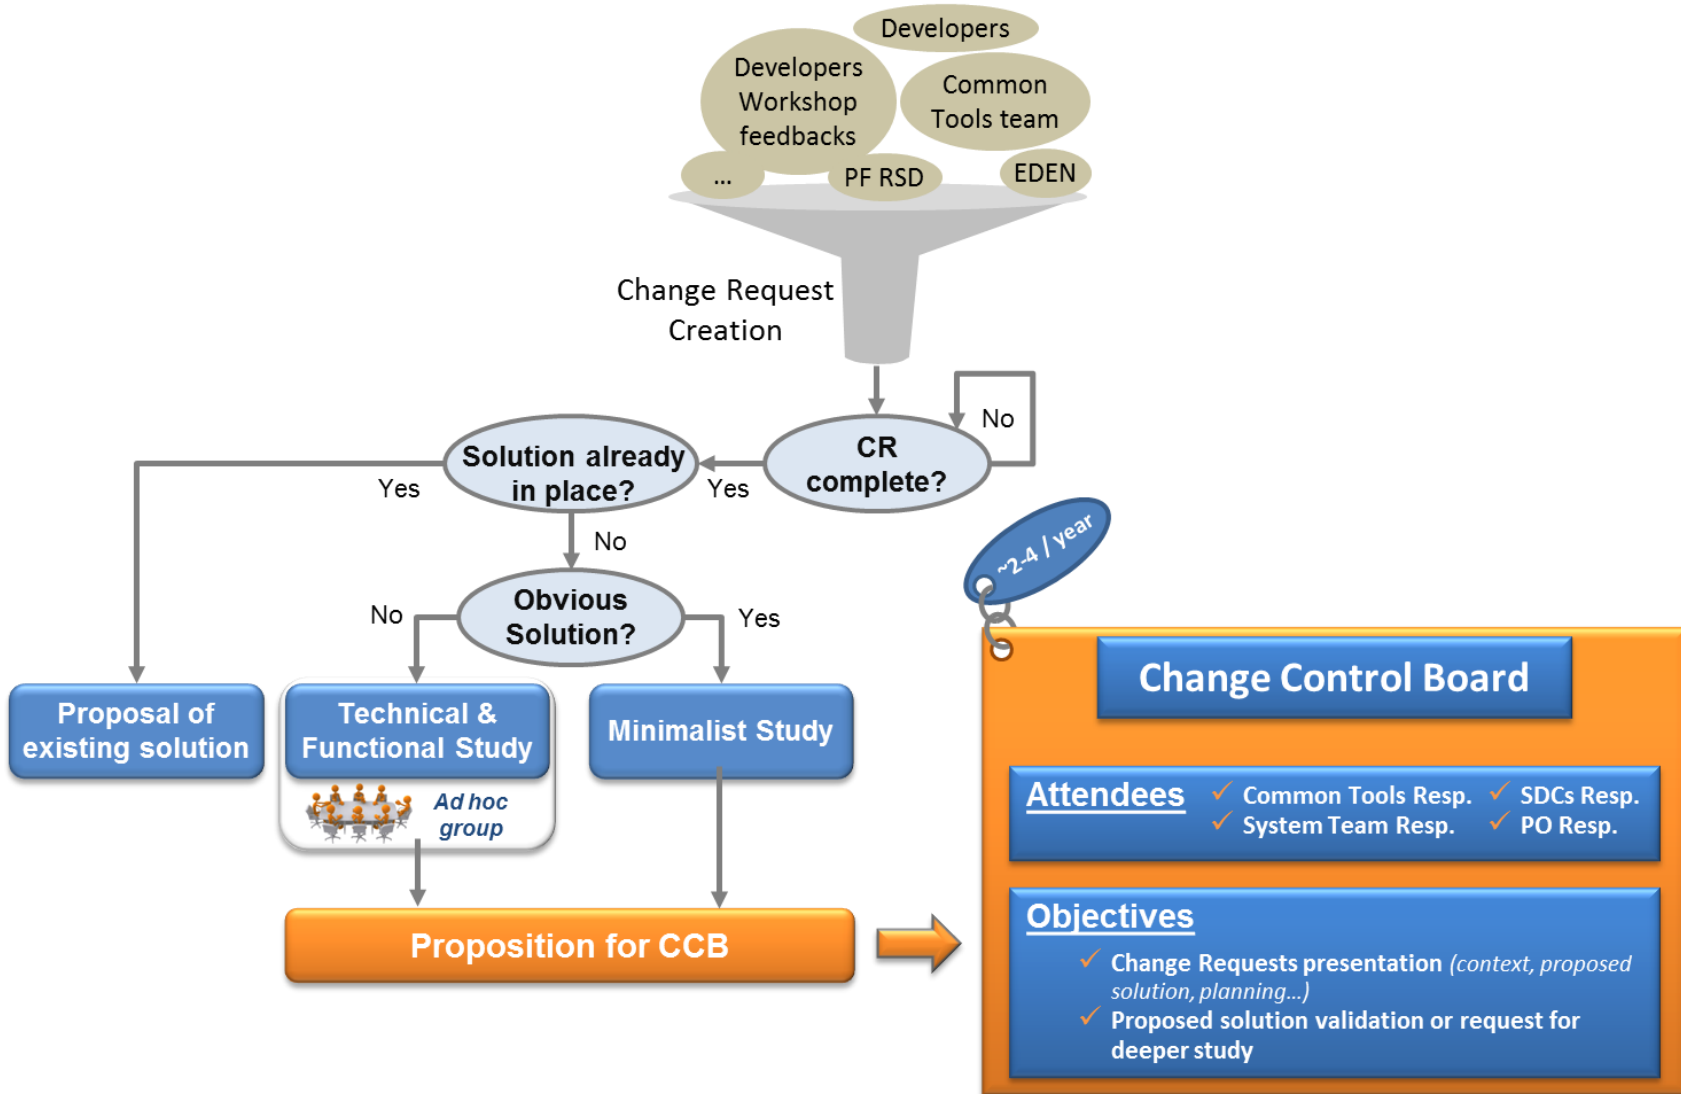 Developers
Developers
Workshop
feedbacks
Common
Tools team
...
PF RSD
EDEN
Change Request
Creation
No
CR
complete?
Yes
Solution already
in place?
Yes
No
Obvious
Solution?
No
Yes
Proposal of
existing solution
Technical &
Functional Study
Ad hoc
group
Minimalist Study
Proposition for CCB
~2-4 / year
Change Control Board
Attendees
✓ Common Tools Resp.
✓ System Team Resp.
✓ SDCs Resp.
✓ PO Resp.
Objectives
✓ Change Requests presentation (context, proposed
solution, planning...)
✓ Proposed solution validation or request for
deeper study